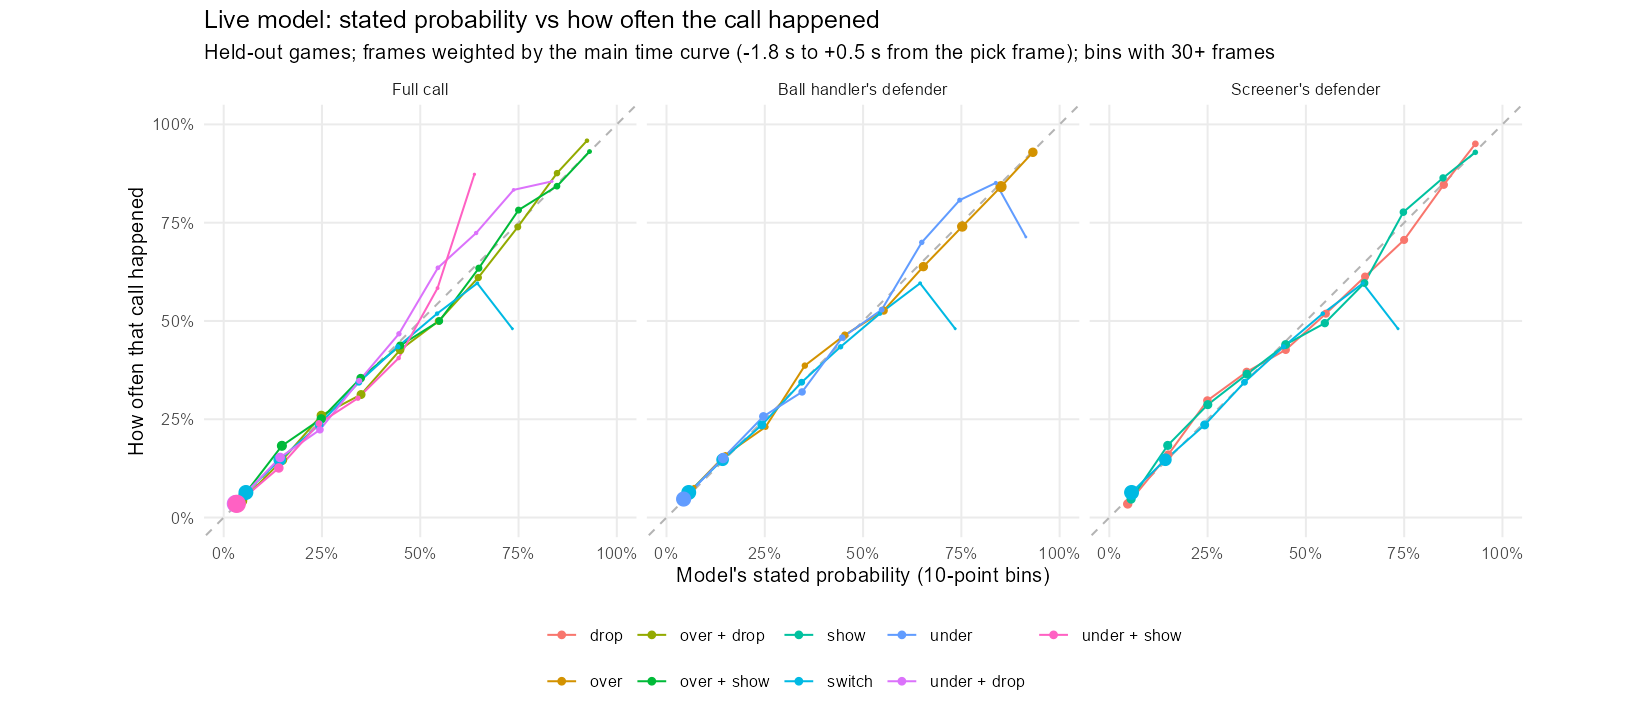 Live model: stated probability vs how often the call happened
Held-out games; frames weighted by the main time curve (-1.8 s to +0.5 s from the pick frame); bins with 30+ frames
Full call
Ball handler's defender
Screener's defender
How often that call happened
100%
75%
50%
25%
0%
0% 25% 50% 75% 100%
0% 25% 50% 75% 100%
0% 25% 50% 75% 100%
Model's stated probability (10-point bins)
drop over + drop show under under + show
over over + show switch under + drop